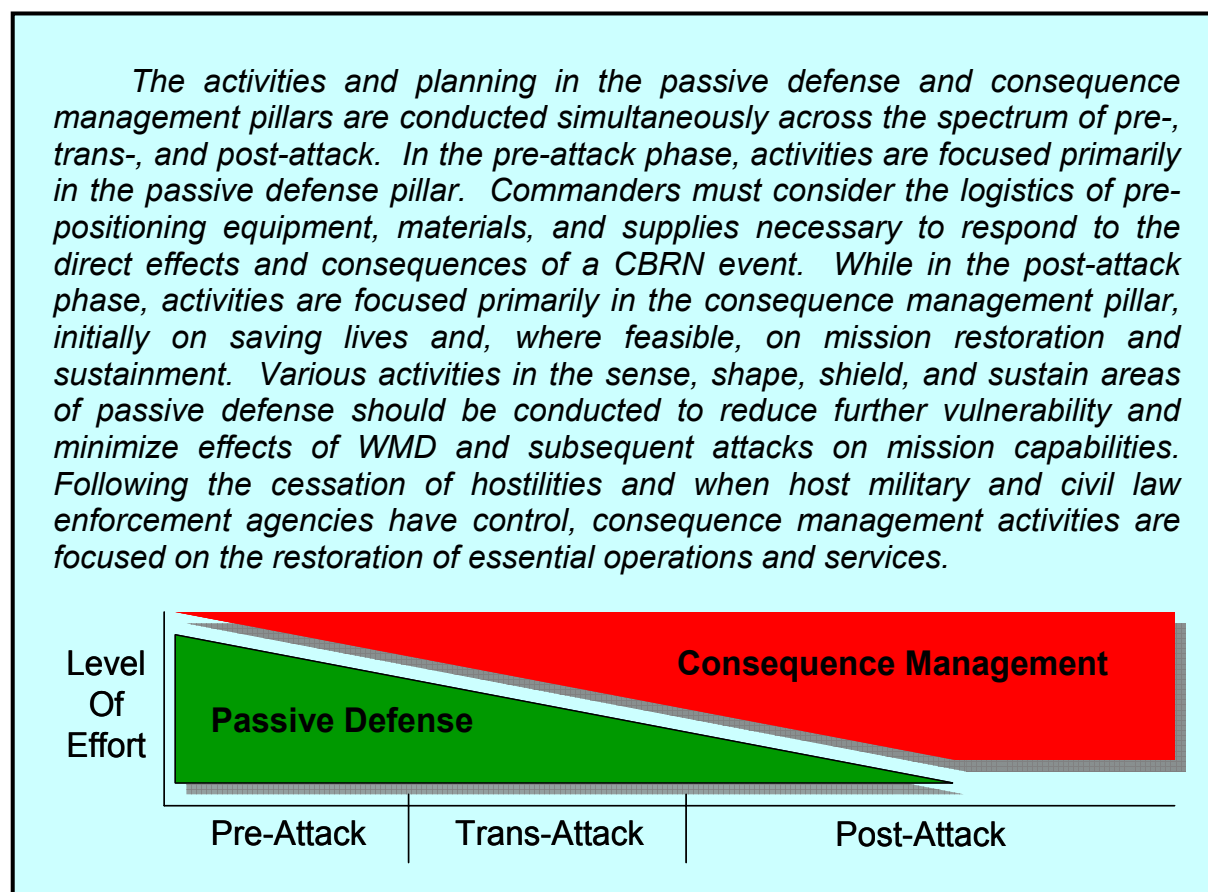 The activities and planning in the passive defense and consequence
management pillars are conducted simultaneously across the spectrum of pre-,
trans-, and post-attack. In the pre-attack phase, activities are focused primarily
in the passive defense pillar. Commanders must consider the logistics of pre-
positioning equipment, materials, and supplies necessary to respond to the
direct effects and consequences of a CBRN event. While in the post-attack
phase, activities are focused primarily in the consequence management pillar,
initially on saving lives and, where feasible, on mission restoration and
sustainment. Various activities in the sense, shape, shield, and sustain areas
of passive defense should be conducted to reduce further vulnerability and
minimize effects of WMD and subsequent attacks on mission capabilities.
Following the cessation of hostilities and when host military and civil law
enforcement agencies have control, consequence management activities are
focused on the restoration of essential operations and services.
Level
Of
Effort
Consequence Management
Passive Defense
Pre-Attack
Trans-Attack
Post-Attack